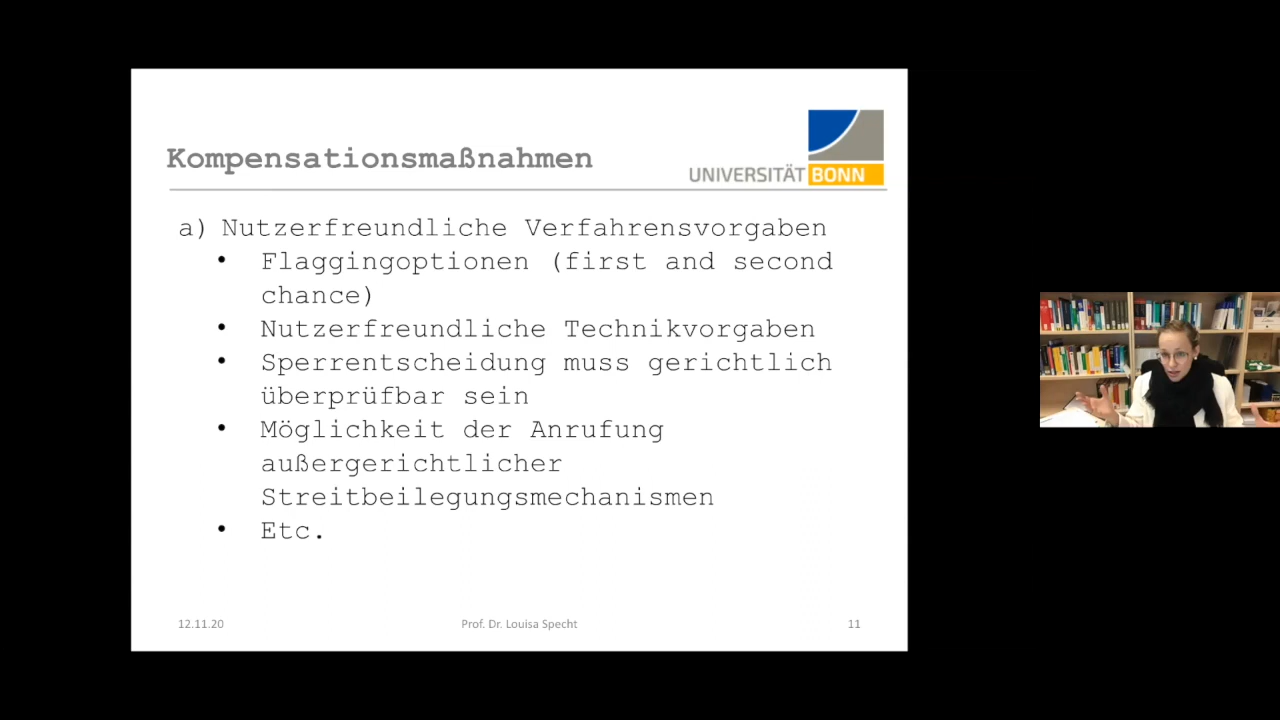 Kompensationsmaßnahmen
UNIVERSITÄT BONN
a) Nutzerfreundliche Verfahrensvorgaben
• Flaggingoptionen (first and second
chance)
• Nutzerfreundliche Technikvorgaben
• Sperrentscheidung muss gerichtlich
überprüfbar sein
• Möglichkeit der Anrufung
außergerichtlicher
Streitbeilegungsmechanismen
• Etc.
12.11.20 Prof. Dr. Louisa Specht 11